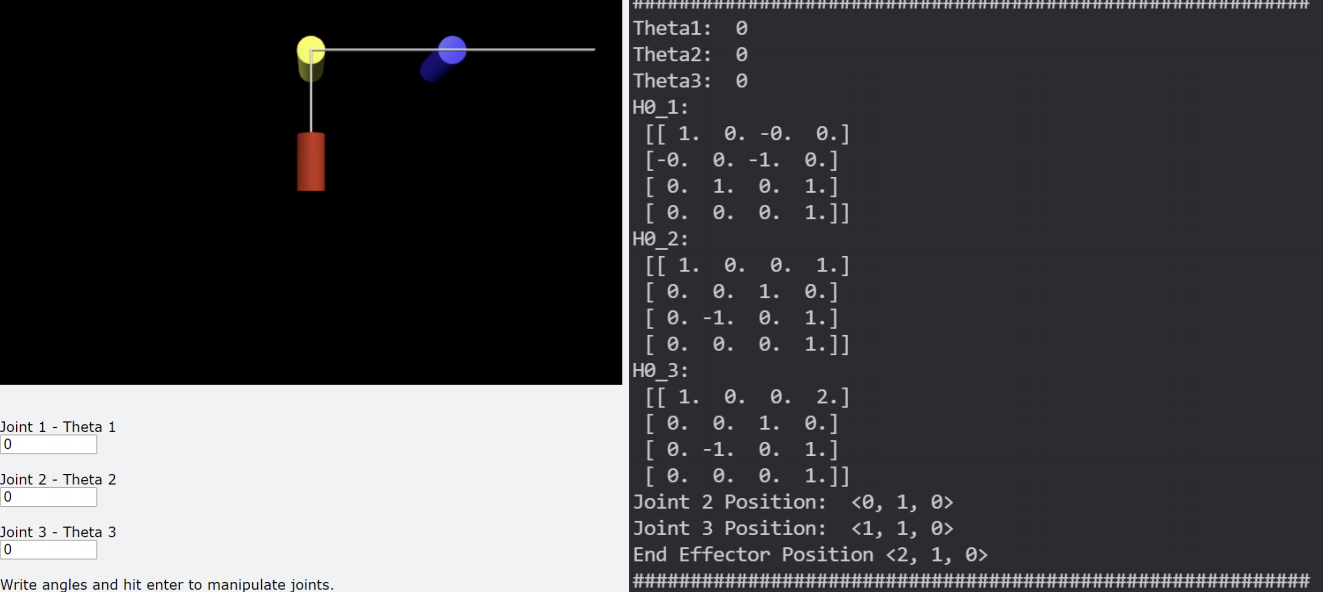 Joint 1 - Theta 1
0
Joint 2 - Theta 2
0
Joint 3 - Theta 3
0
Write angles and hit enter to manipulate joints.
##########################################################
Theta1:  0
Theta2:  0
Theta3:  0
H0_1:
 [[ 1.  0. -0.  0.]
 [-0.  0. -1.  0.]
 [ 0.  1.  0.  1.]
 [ 0.  0.  0.  1.]]
H0_2:
 [[ 1.  0.  0.  1.]
 [ 0.  0.  1.  0.]
 [ 0. -1.  0.  1.]
 [ 0.  0.  0.  1.]]
H0_3:
 [[ 1.  0.  0.  2.]
 [ 0.  0.  1.  0.]
 [ 0. -1.  0.  1.]
 [ 0.  0.  0.  1.]]
Joint 2 Position:  <0, 1, 0>
Joint 3 Position:  <1, 1, 0>
End Effector Position <2, 1, 0>
##########################################################